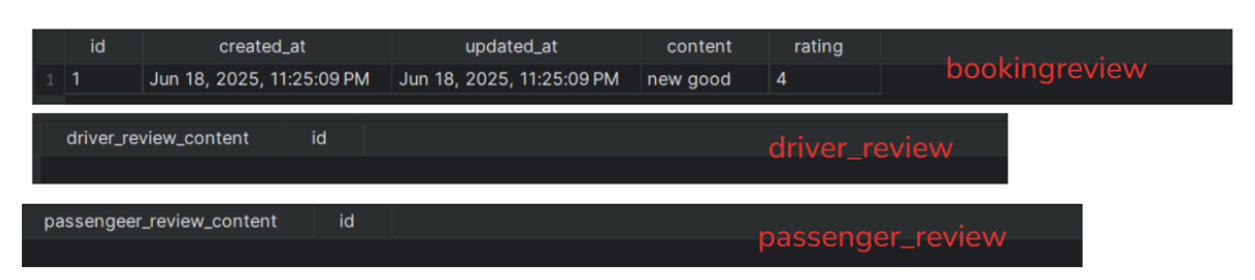 id created_at updated_at content rating
1 1 Jun 18, 2025, 11:25:09 PM Jun 18, 2025, 11:25:09 PM new good 4
bookingreview
driver_review_content id
driver_review
passengeer_review_content id
passenger_review